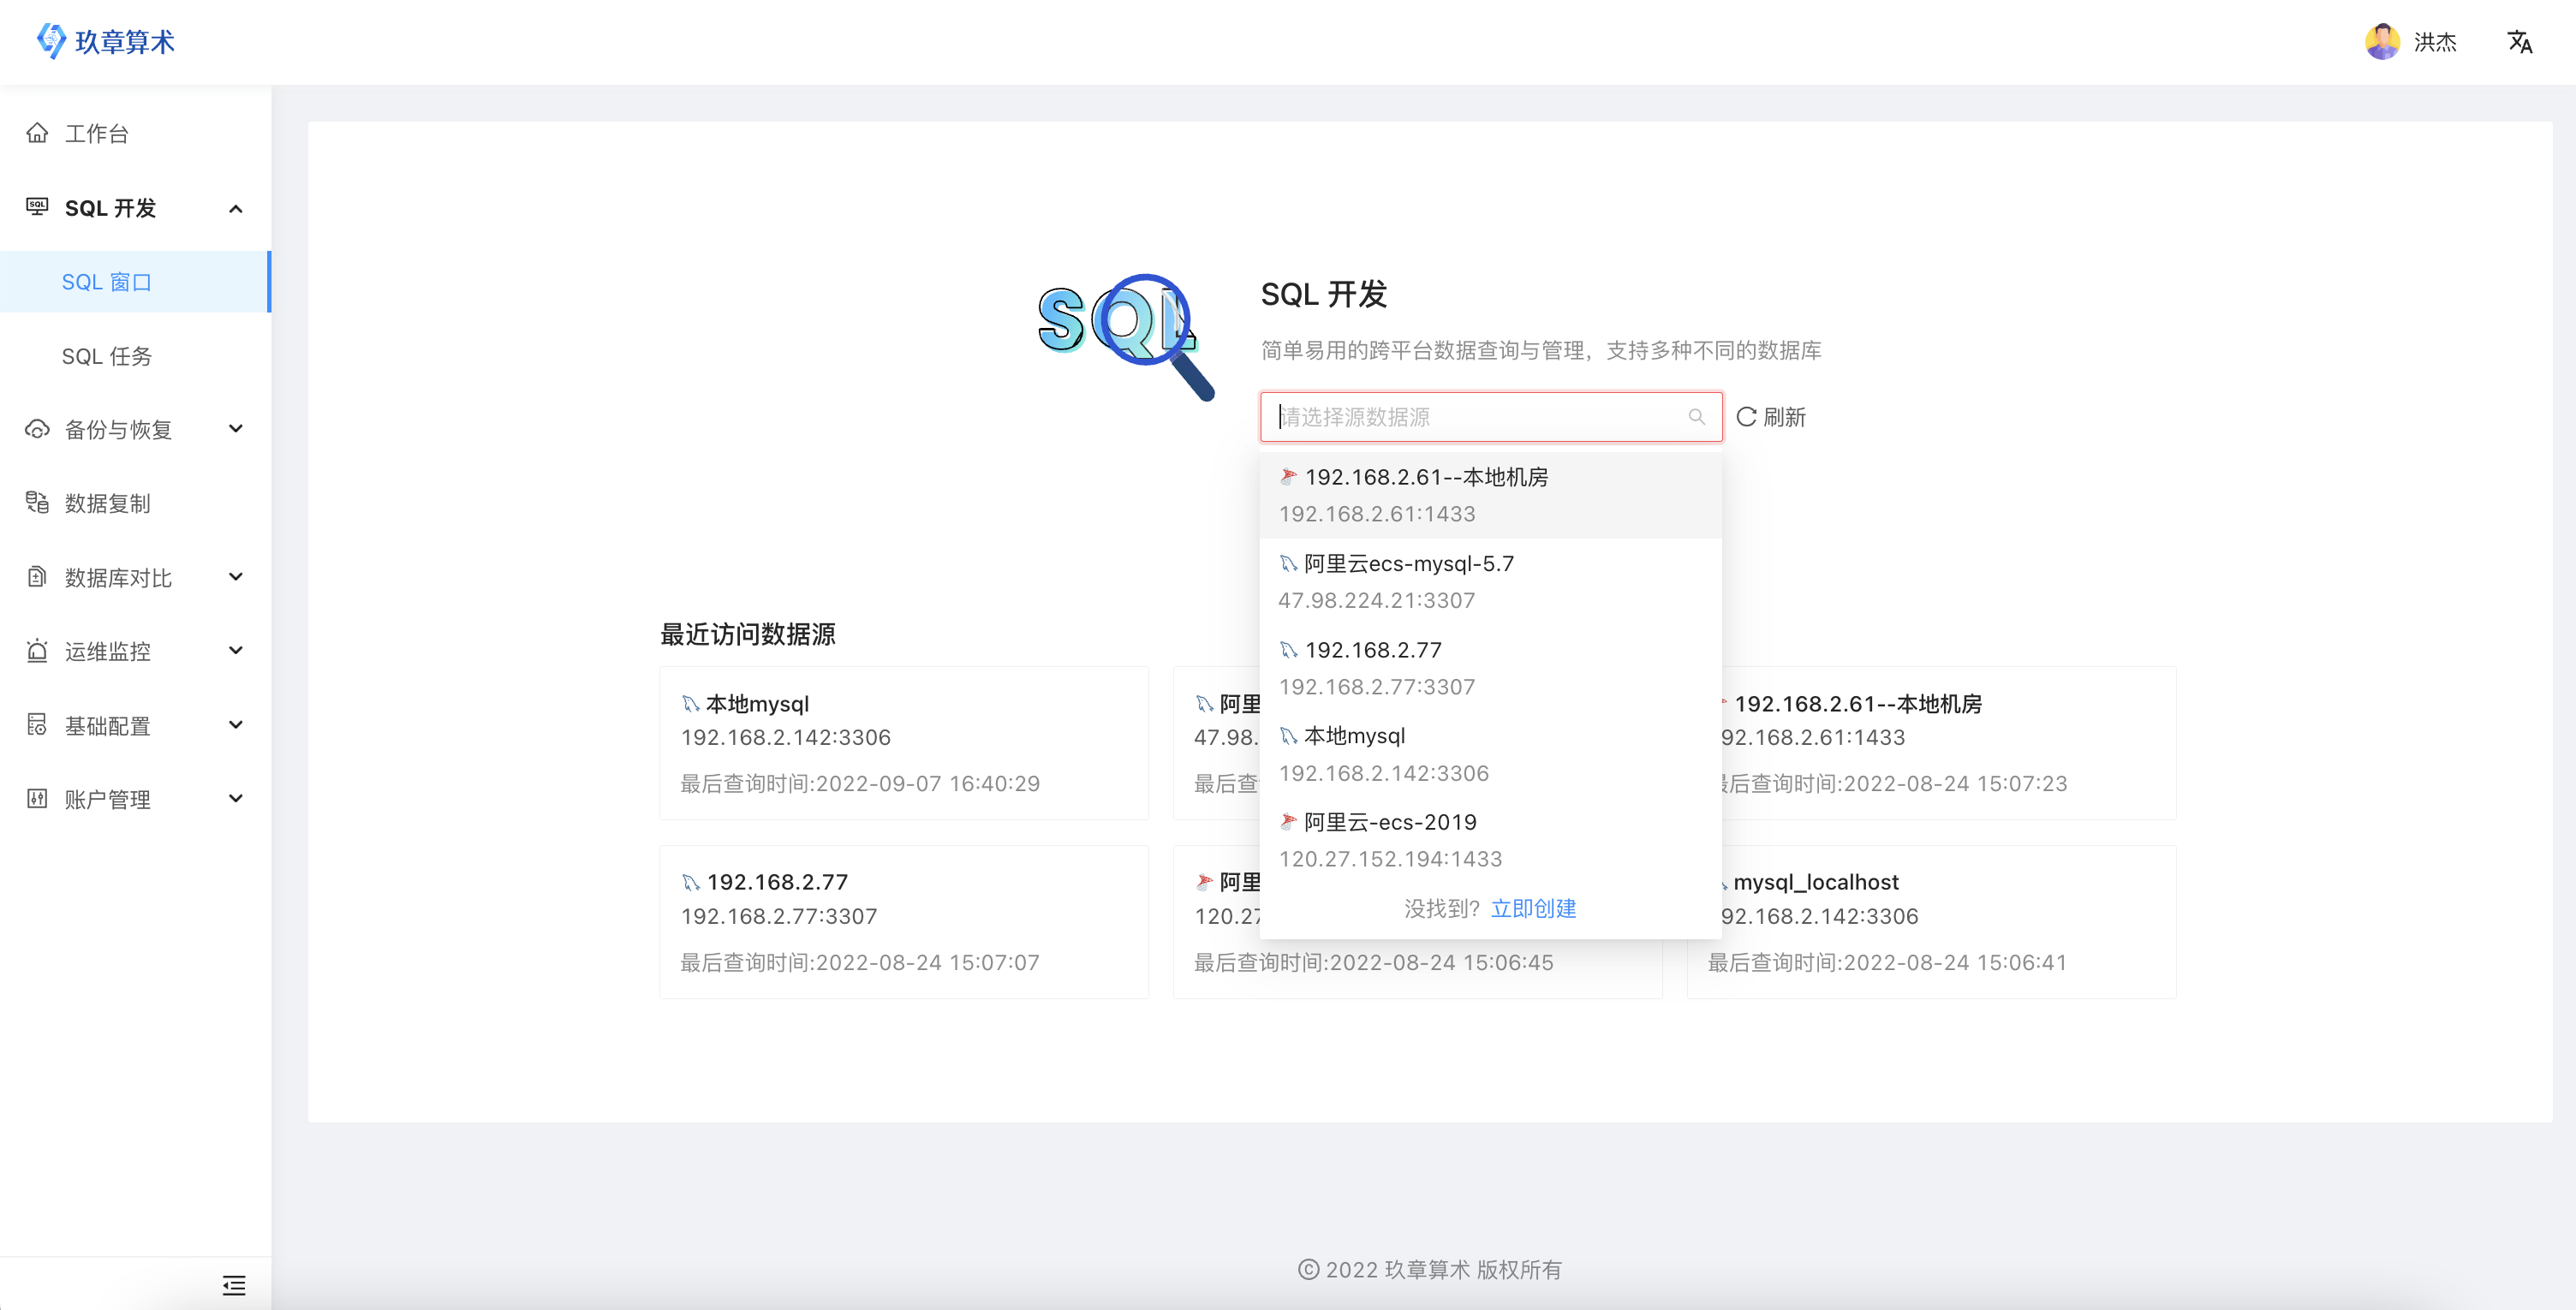 玖章算术
洪杰
工作台
SQL 开发
SQL 窗口
SQL 任务
备份与恢复
数据复制
数据库对比
运维监控
基础配置
账户管理
SQL
SQL 开发
简单易用的跨平台数据查询与管理，支持多种不同的数据库
请选择源数据源
刷新
192.168.2.61--本地机房
192.168.2.61:1433
阿里云ecs-mysql-5.7
47.98.224.21:3307
192.168.2.77
192.168.2.77:3307
本地mysql
192.168.2.142:3306
阿里云-ecs-2019
120.27.152.194:1433
没找到? 立即创建
最近访问数据源
本地mysql
192.168.2.142:3306
最后查询时间:2022-09-07 16:40:29
阿里
47.98.
最后查
192.168.2.61--本地机房
92.168.2.61:1433
最后查询时间:2022-08-24 15:07:23
192.168.2.77
192.168.2.77:3307
最后查询时间:2022-08-24 15:07:07
阿里
120.27
最后查询时间:2022-08-24 15:06:45
mysql_localhost
92.168.2.142:3306
最后查询时间:2022-08-24 15:06:41
© 2022 玖章算术 版权所有